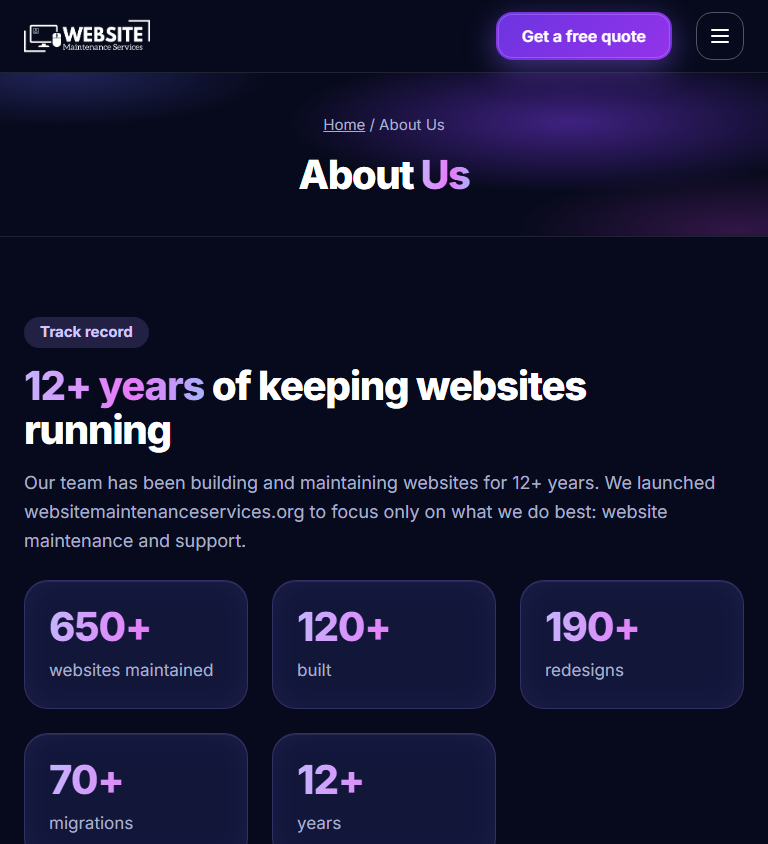 WEBSITE
Maintenance Services
Get a free quote
Home / About Us
About Us
Track record
12+ years of keeping websites
running
Our team has been building and maintaining websites for 12+ years. We launched
websitemaintenanceservices.org to focus only on what we do best: website
maintenance and support.
650+
websites maintained
120+
built
190+
redesigns
70+
migrations
12+
years